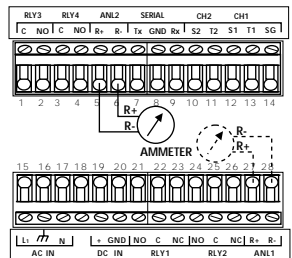 RLY3 RLY4 ANL2 SERIAL CH2 CH1
C NO C NO R+ R- Tx GND Rx S2 T2 S1 T1 SG
1 2 3 4 5 6 7 8 9 10 11 12 13 14
R+
R-
AMMETER
R-
R+
15 16 17 18 19 20 21 22 23 24 25 26 27 28
L1 N + GND NO C NC NO C NC R+ R-
AC IN DC IN RLY1 RLY2 ANL1